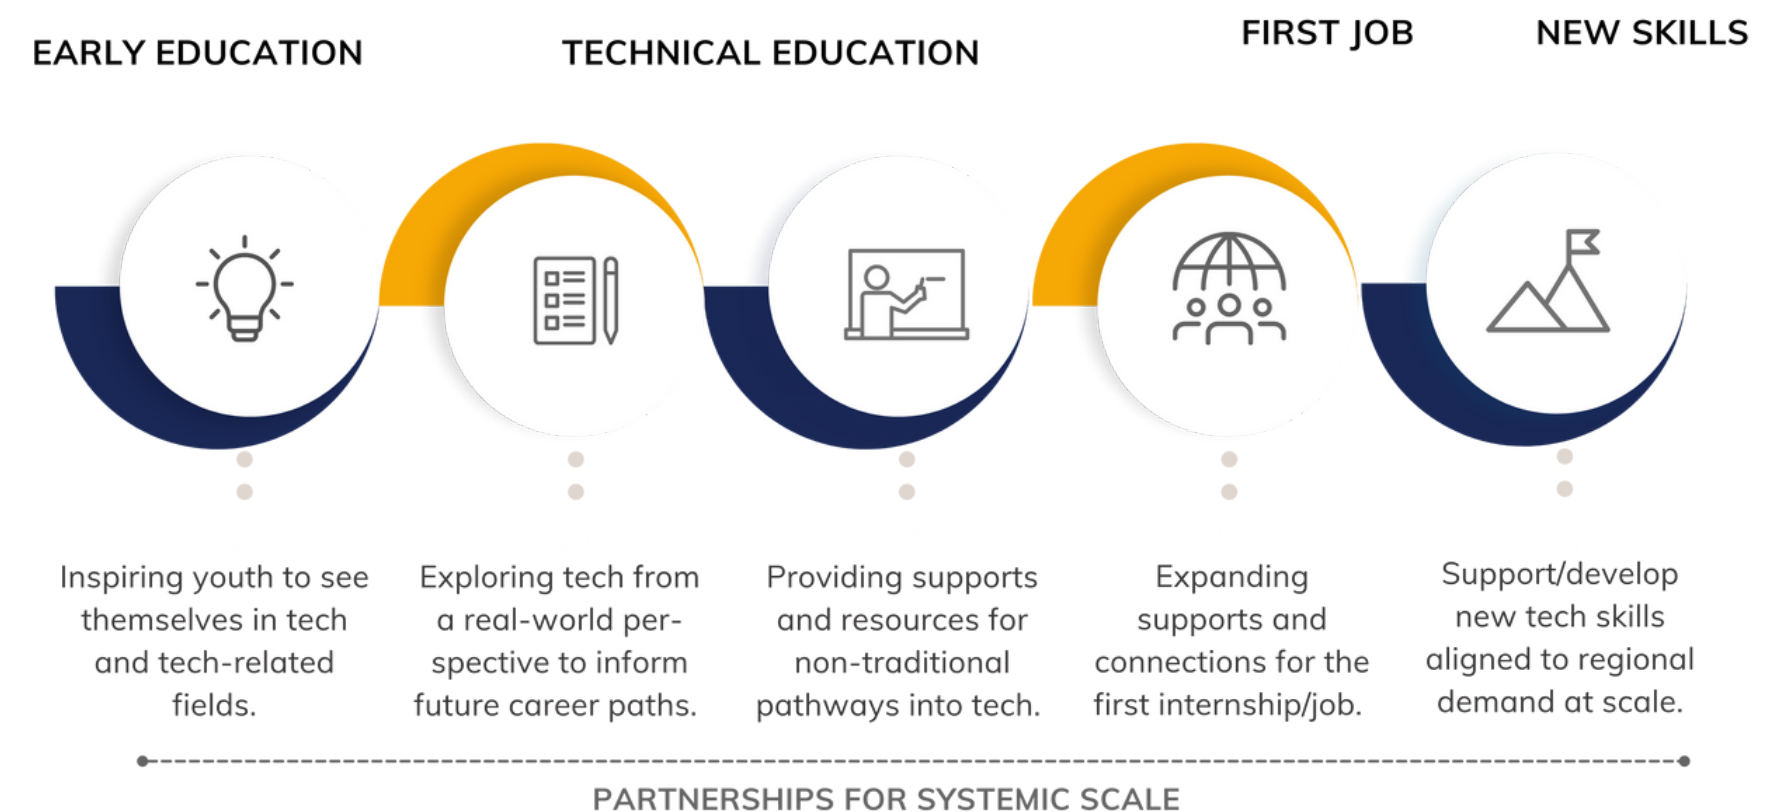 EARLY EDUCATION
TECHNICAL EDUCATION
FIRST JOB
NEW SKILLS
Inspiring youth to see
themselves in tech
and tech-related
fields.
Exploring tech from
a real-world per-
spective to inform
future career paths.
Providing supports
and resources for
non-traditional
pathways into tech.
Expanding
supports and
connections for the
first internship/job.
Support/develop
new tech skills
aligned to regional
demand at scale.
PARTNERSHIPS FOR SYSTEMIC SCALE